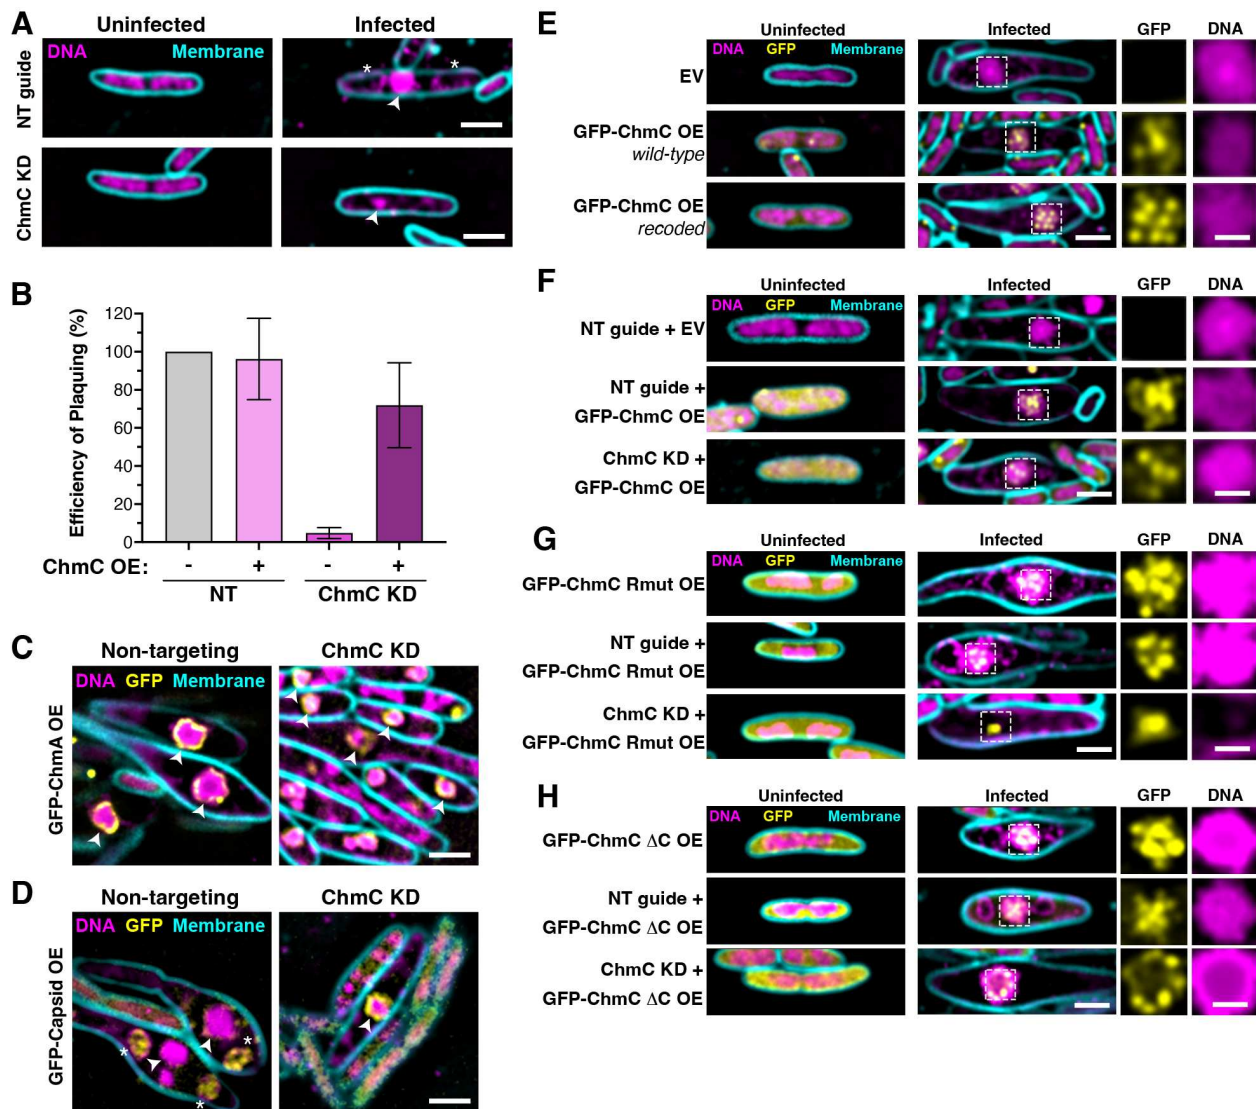 A
Uninfected
Infected
NT guide
DNA
Membrane
*
*
ChmC KD
B
Efficiency of Plaquing (%)
120
100
80
60
40
20
0
ChmC OE: - + - +
NT
ChmC KD
C
Non-targeting
ChmC KD
GFP-ChmA OE
DNA GFP Membrane
D
Non-targeting
ChmC KD
GFP-Capsid OE
DNA GFP Membrane
*
*
*
E
Uninfected
Infected
GFP
DNA
DNA GFP Membrane
EV
GFP-ChmC OE
wild-type
GFP-ChmC OE
recoded
F
Uninfected
Infected
GFP
DNA
DNA GFP Membrane
NT guide + EV
NT guide +
GFP-ChmC OE
ChmC KD +
GFP-ChmC OE
G
Uninfected
Infected
GFP
DNA
DNA GFP Membrane
GFP-ChmC Rmut OE
NT guide +
GFP-ChmC Rmut OE
ChmC KD +
GFP-ChmC Rmut OE
H
Uninfected
Infected
GFP
DNA
DNA GFP Membrane
GFP-ChmC ΔC OE
NT guide +
GFP-ChmC ΔC OE
ChmC KD +
GFP-ChmC ΔC OE